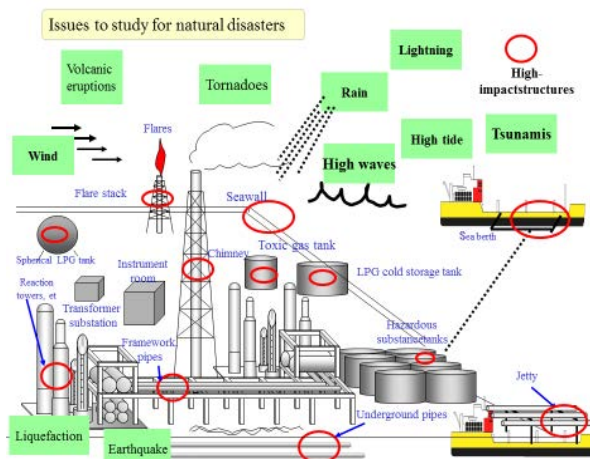 Issues to study for natural disasters
Volcanic
eruptions
Tornadoes
Lightning
High-
impactstructures
Rain
Wind
Flares
High tide
Tsunamis
High waves
Flare stack
Seawall
Sea berth
Spherical LPG tank
Chimney
Toxic gas tank
Instrument
room
LPG cold storage tank
Reaction
towers, et
Transformer
substation
Hazardous
substancetanks
Framework,
pipes
Jetty
Underground pipes
Liquefaction
Earthquake